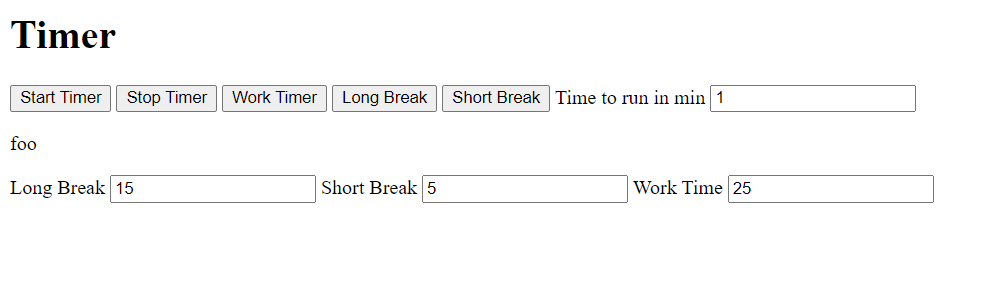 Timer
Start Timer Stop Timer Work Timer Long Break Short Break Time to run in min 1
foo
Long Break 15 Short Break 5 Work Time 25